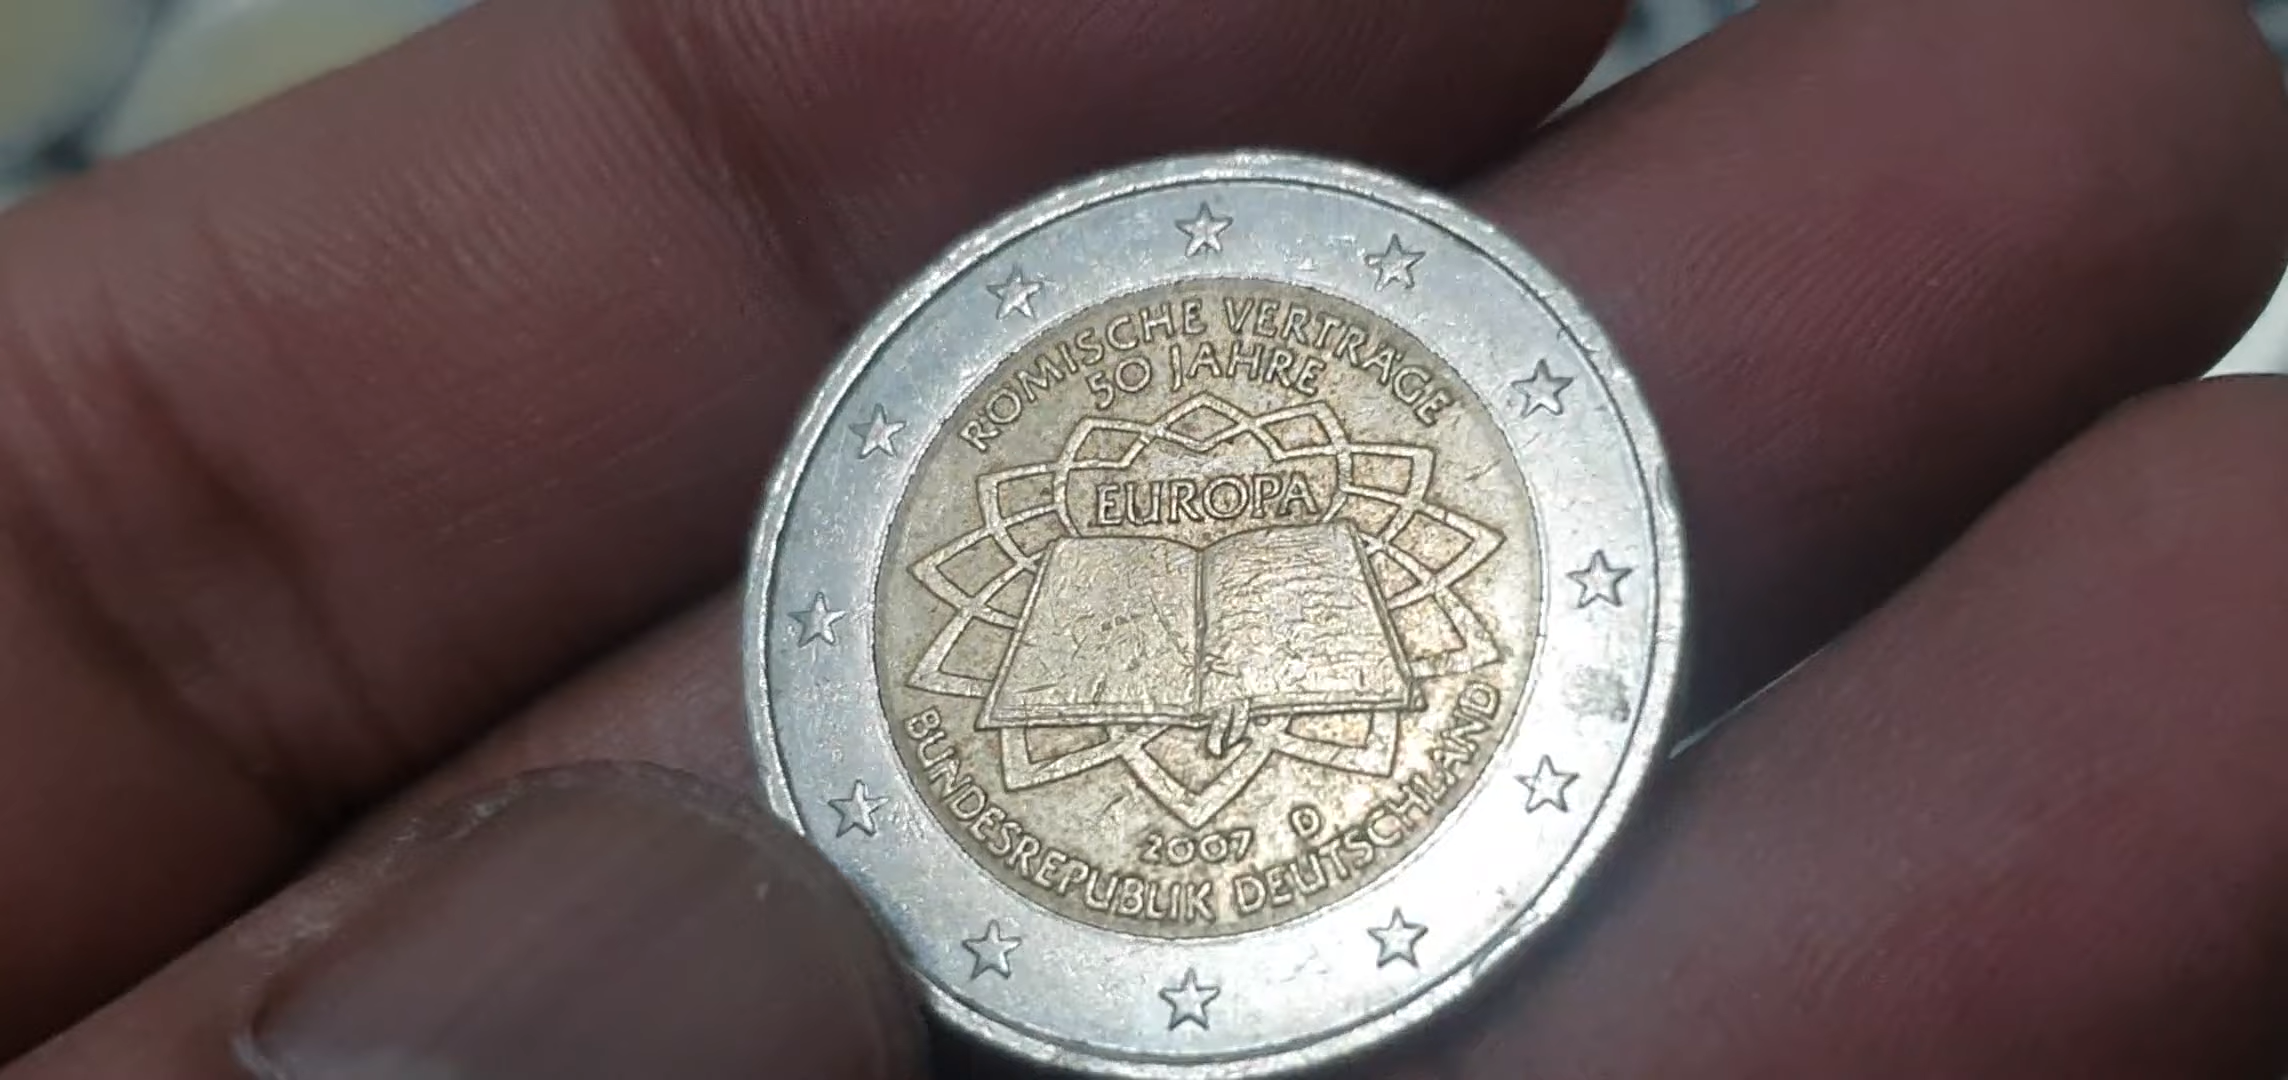 RÖMISCHE VERTRÄGE
50 JAHRE
EUROPA
2007 D
BUNDESREPUBLIK DEUTSCHLAND